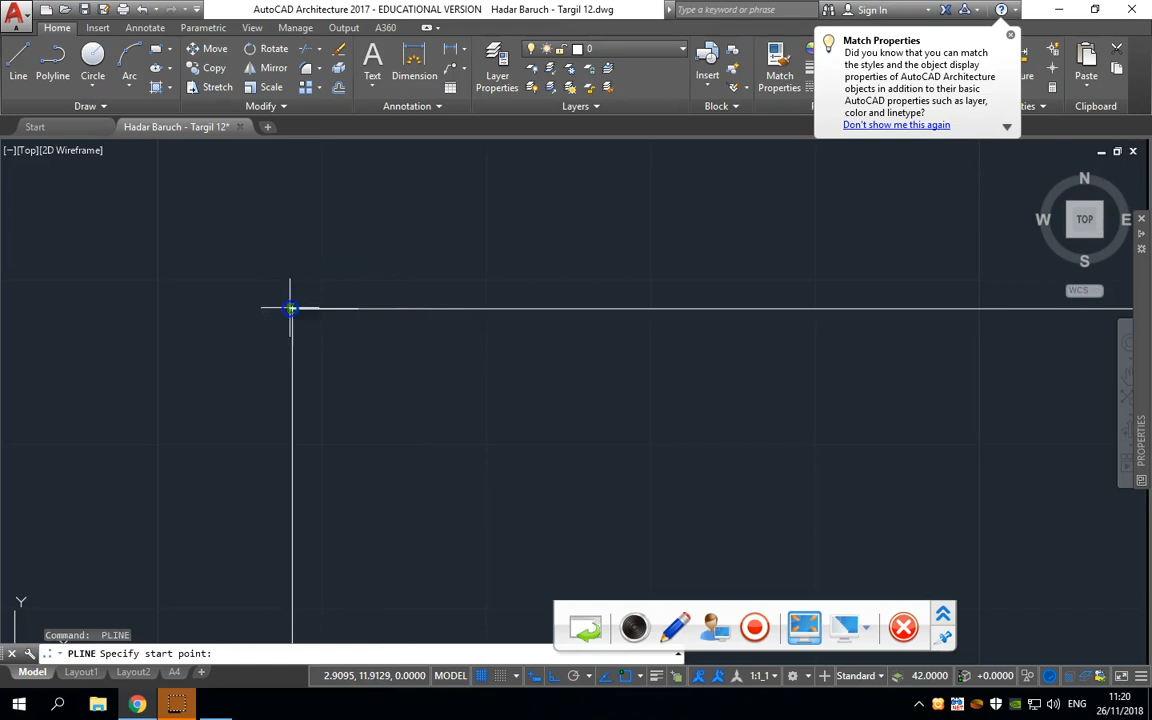 AutoCAD Architecture 2017 - EDUCATIONAL VERSION Hadar Baruch - Targil 12.dwg
Type a keyword or phrase
Sign In
Home Insert Annotate Parametric View Manage Output A360
Line Polyline Circle Arc
Move Rotate
Copy Mirror
Stretch Scale
Text Dimension
Layer Properties
0
Insert
Match Properties
Paste
Draw Modify Annotation Layers Block Clipboard
Match Properties
Did you know that you can match
the styles and the object display
properties of AutoCAD Architecture
objects in addition to their basic
AutoCAD properties such as layer,
color and linetype?
Don't show me this again
Start Hadar Baruch - Targil 12*
[−][Top][2D Wireframe]
N
W TOP E
S
WCS
PROPERTIES
Y
Command: PLINE
PLINE Specify start point:
Model Layout1 Layout2 A4
2.9095, 11.9129, 0.0000 MODEL 1:1_1 Standard 42.0000 +0.0000
ENG
11:20
26/11/2018